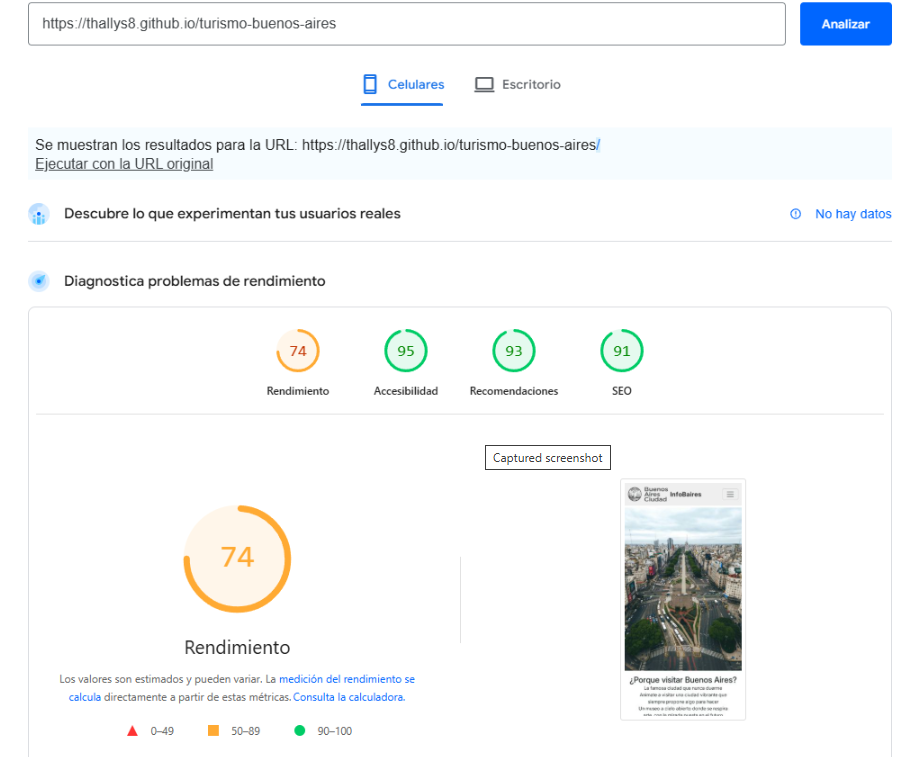 https://thallys8.github.io/turismo-buenos-aires
Analizar
Celulares
Escritorio
Se muestran los resultados para la URL: https://thallys8.github.io/turismo-buenos-aires/
Ejecutar con la URL original
Descubre lo que experimentan tus usuarios reales
No hay datos
Diagnostica problemas de rendimiento
74
95
93
91
Rendimiento
Accesibilidad
Recomendaciones
SEO
Captured screenshot
74
Rendimiento
Los valores son estimados y pueden variar. La medición del rendimiento se
calcula directamente a partir de estas métricas. Consulta la calculadora.
0–49
50–89
90–100
Buenos
Aires
Ciudad
InfoBaires
¿Porque visitar Buenos Aires?
La famosa ciudad que nunca duerme
Animate a visitar una ciudad vibrante que
siempre propone algo para hacer
Un museo a cielo abierto donde se respira